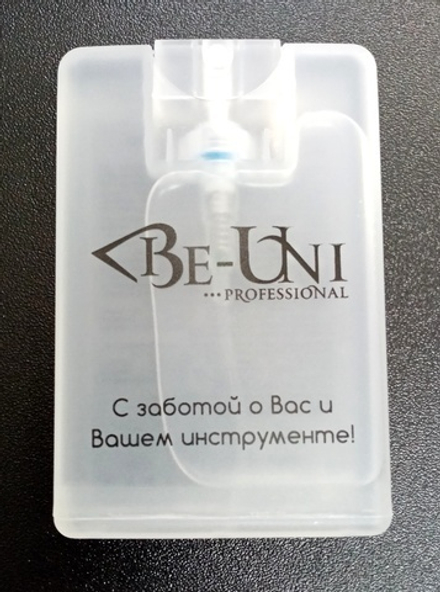 Be-Uni
...PROFESSIONAL
С заботой о Вас и
Вашем инструменте!